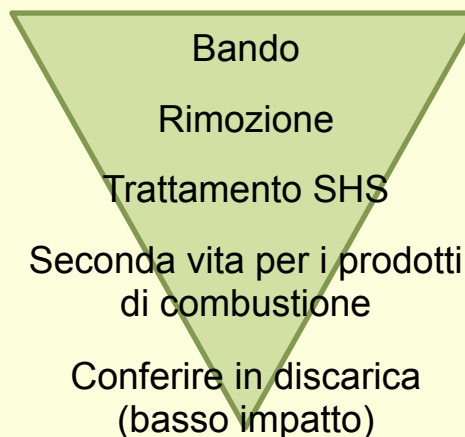 Bando
Rimozione
Trattamento SHS
Seconda vita per i prodotti
di combustione
Conferire in discarica
(basso impatto)